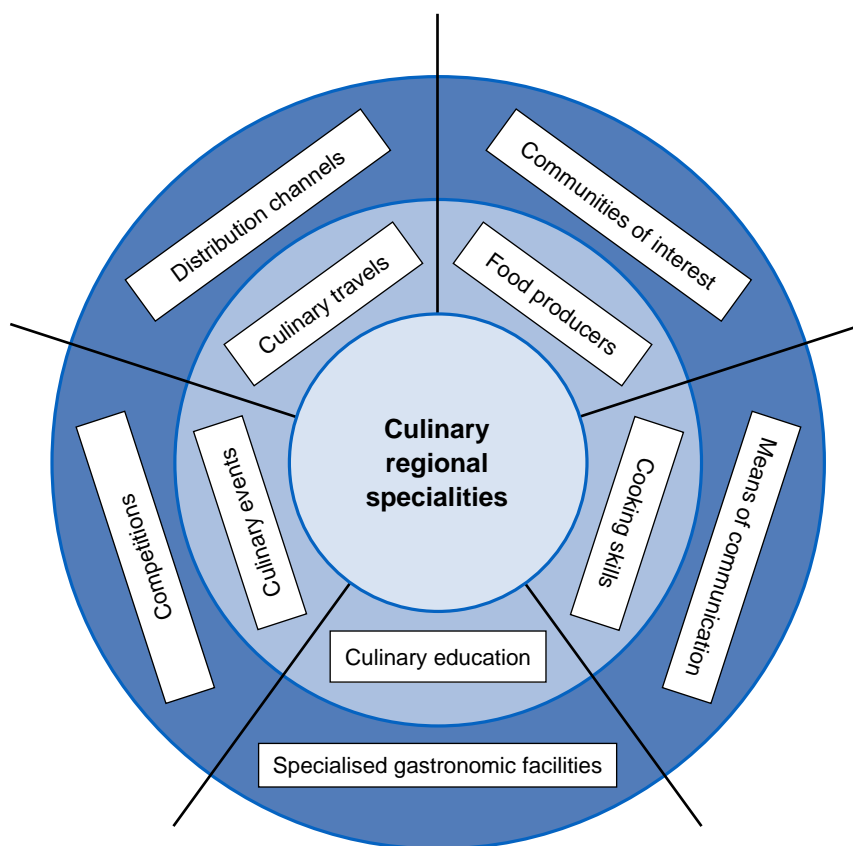 Distribution channels
Communities of interest
Culinary travels
Food producers
Culinary
regional
specialities
Competitions
Culinary events
Cooking skills
Means of communication
Culinary education
Specialised gastronomic facilities